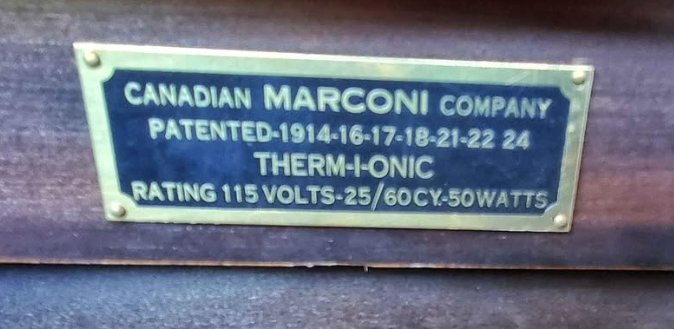 CANADIAN MARCONI COMPANY
PATENTED-1914-16-17-18-21-22 24
THERM-I-ONIC
RATING 115 VOLTS-25/60CY-50WATTS